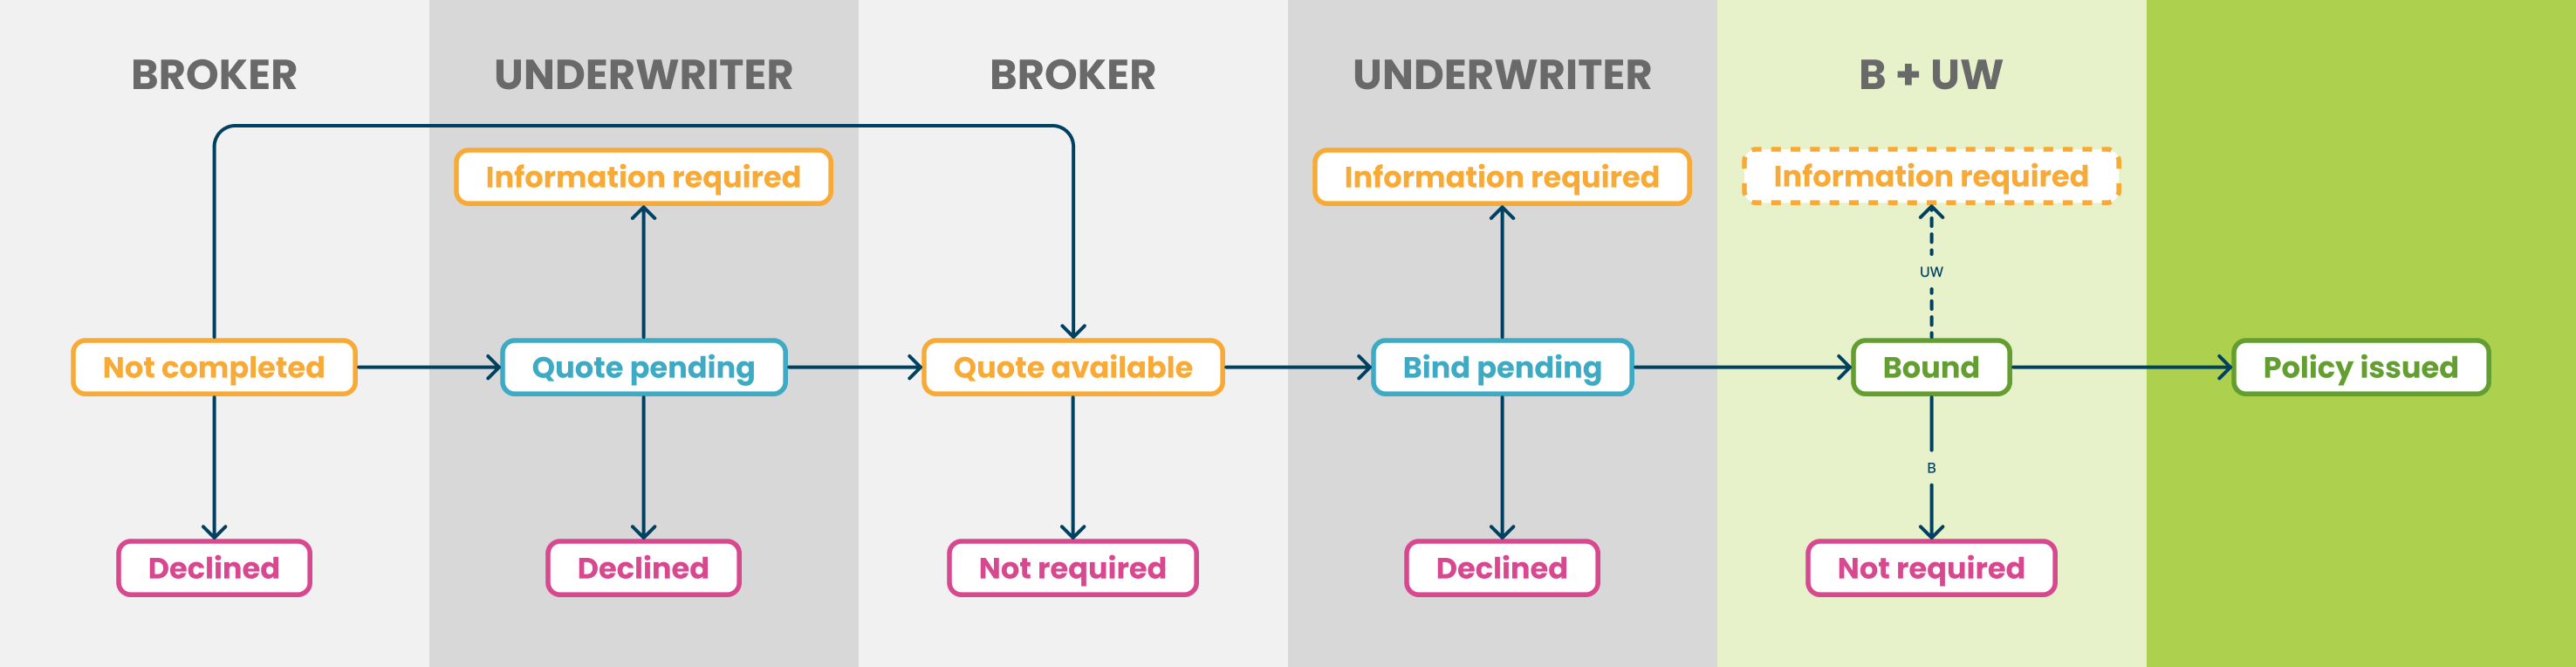 BROKER
UNDERWRITER
BROKER
UNDERWRITER
B + UW
Information required
Information required
Information required
UW
Not completed
Quote pending
Quote available
Bind pending
Bound
Policy issued
B
Declined
Declined
Not required
Declined
Not required